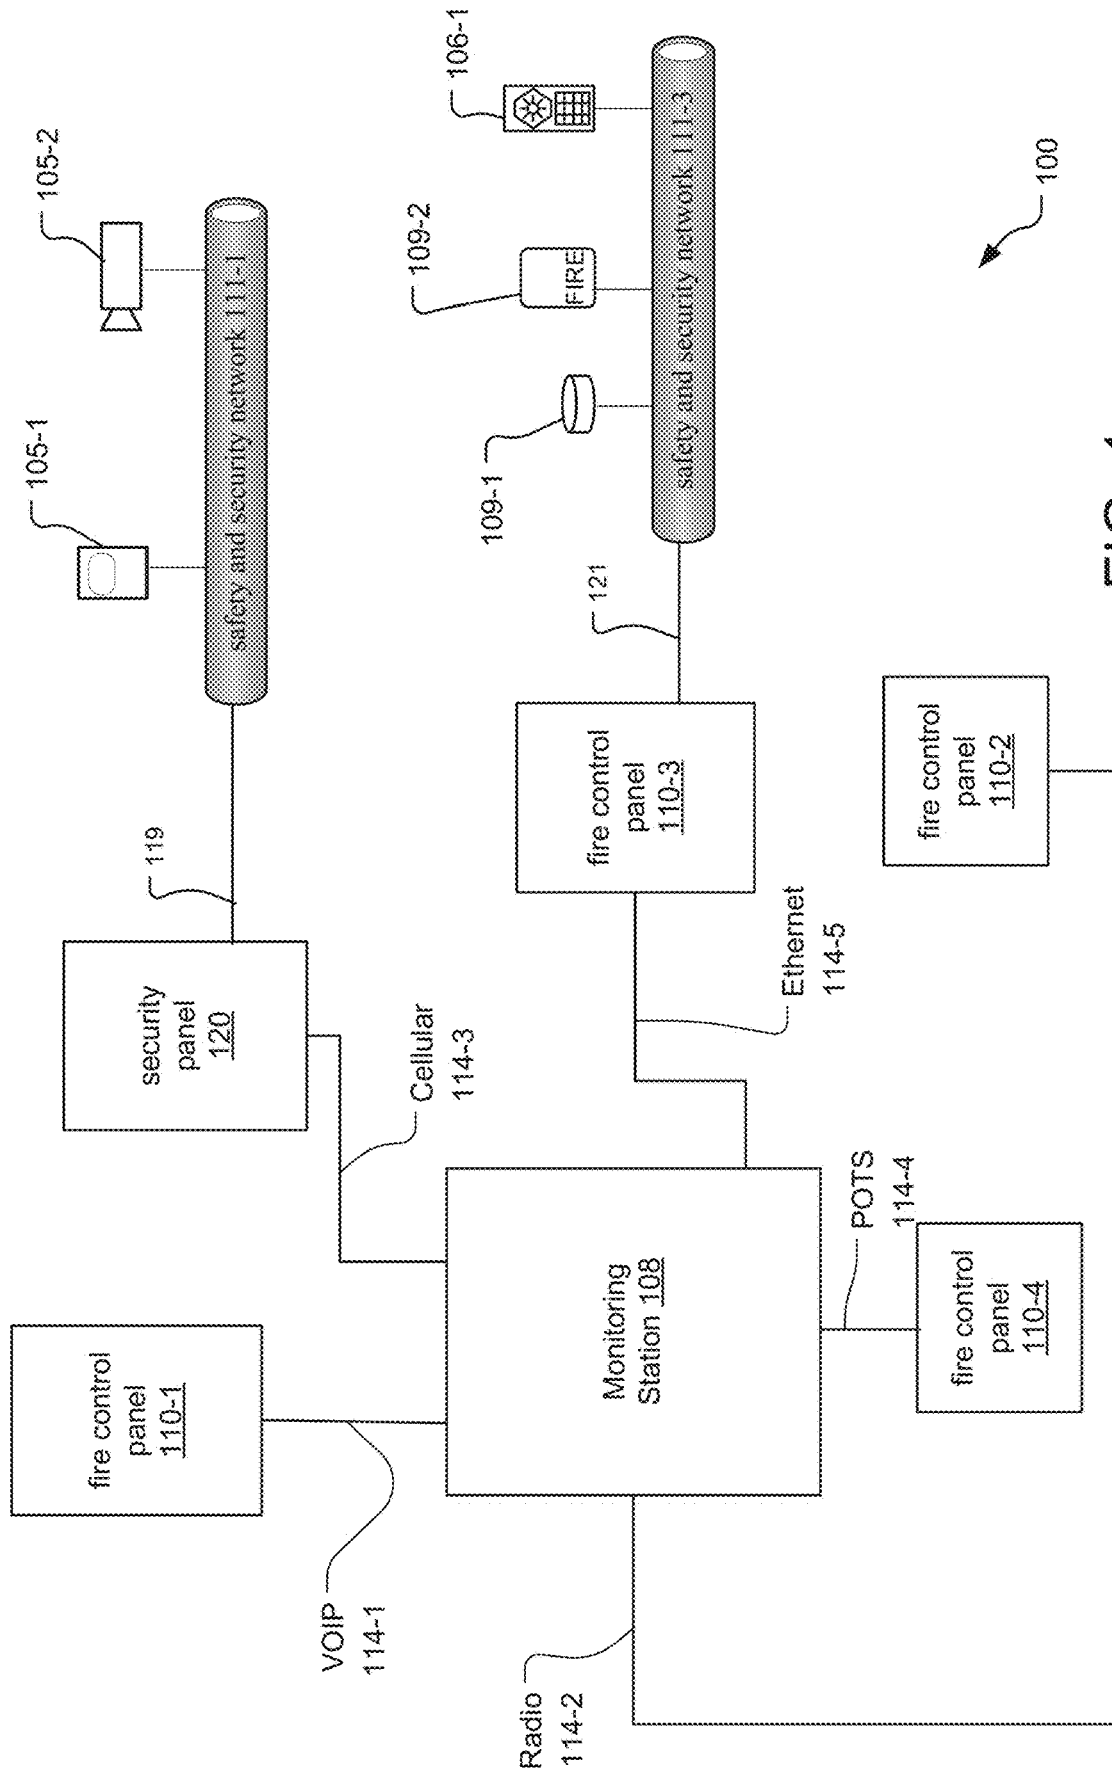 fire control
panel
110-1
security
panel
120
105-1
105-2
119
safety and security network 111-1
VOIP
114-1
Cellular
114-3
109-1
109-2
106-1
FIRE
Radio
114-2
Monitoring
Station 108
fire control
panel
110-3
121
safety and security network 111-3
Ethernet
114-5
POTS
114-4
fire control
panel
110-4
fire control
panel
110-2
100
FIG